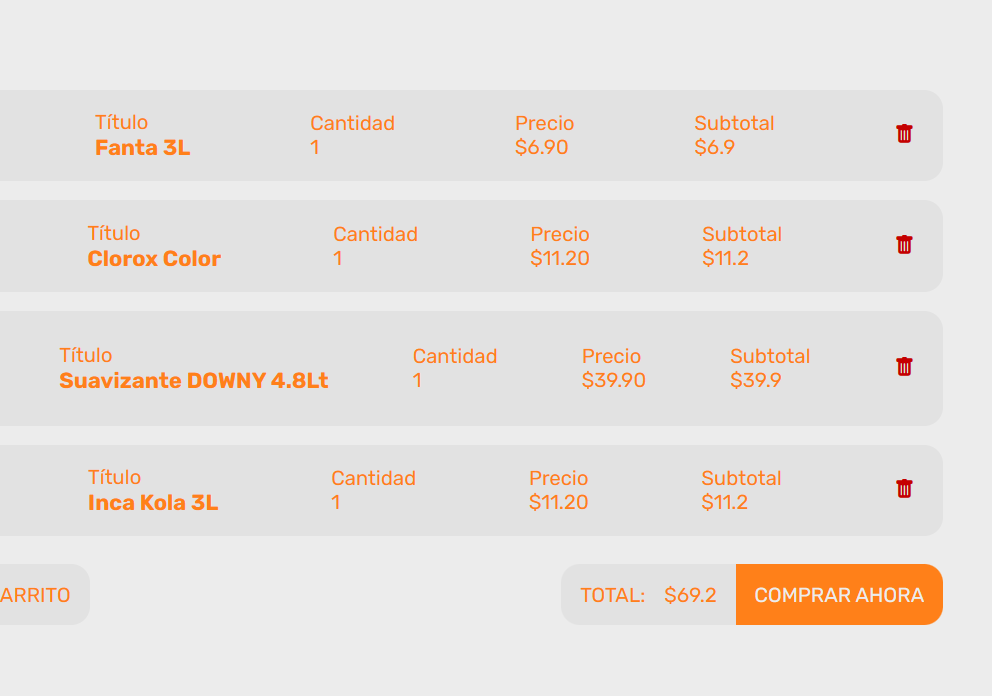 Título Cantidad Precio Subtotal
Fanta 3L 1 $6.90 $6.9
Título Cantidad Precio Subtotal
Clorox Color 1 $11.20 $11.2
Título Cantidad Precio Subtotal
Suavizante DOWNY 4.8Lt 1 $39.90 $39.9
Título Cantidad Precio Subtotal
Inca Kola 3L 1 $11.20 $11.2
ARRITO TOTAL: $69.2 COMPRAR AHORA